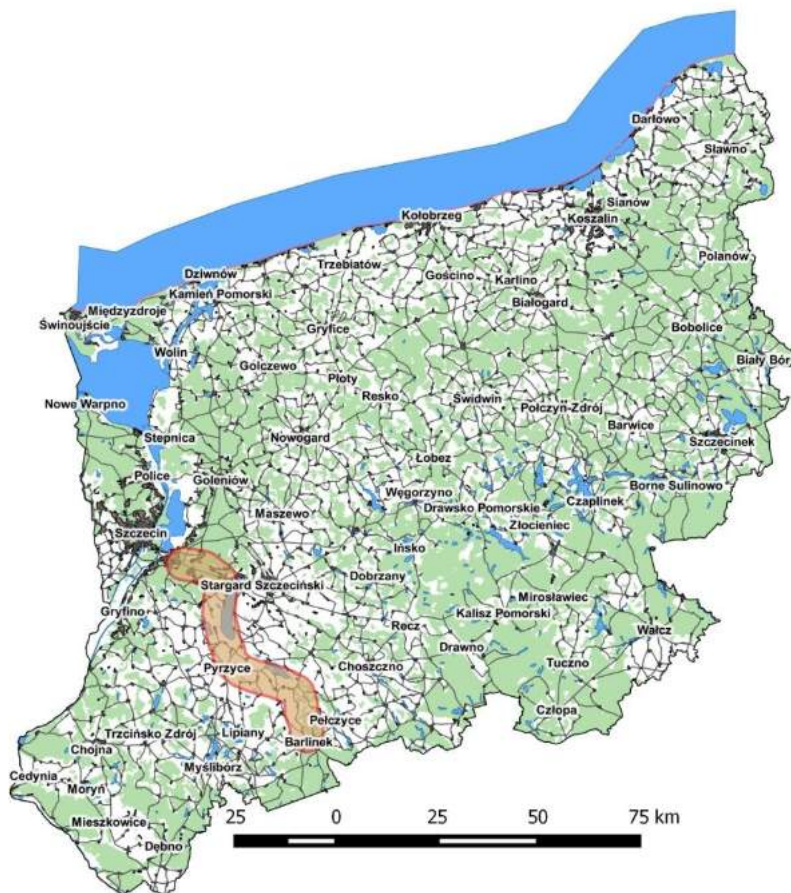 Darłowo
Sławno
Sianów
Kołobrzeg
Koszalin
Polanów
Dziwnów
Trzebiatów
Gościno
Karlino
Kamień Pomorski
Białogard
Międzyzdroje
Świnoujście
Gryfice
Bobolice
Wolin
Golczewo
Biały Bór
Płoty
Resko
Świdwin
Połczyn-Zdrój
Nowe Warpno
Barwice
Stepnica
Nowogard
Szczecinek
Łobez
Police
Goleniów
Węgorzyno
Czaplinek
Borne Sulinowo
Maszewo
Drawsko Pomorskie
Złocieniec
Szczecin
Ińsko
Dobrzany
Stargard Szczeciński
Mirosławiec
Gryfino
Kalisz Pomorski
Recz
Wałcz
Drawno
Pyrzyce
Choszczno
Tuczno
Człopa
Pełczyce
Trzcińsko Zdrój
Lipiany
Barlinek
Chojna
Myślibórz
Cedynia
Moryń
Mieszkowice
Dębno
25 0 25 50 75 km